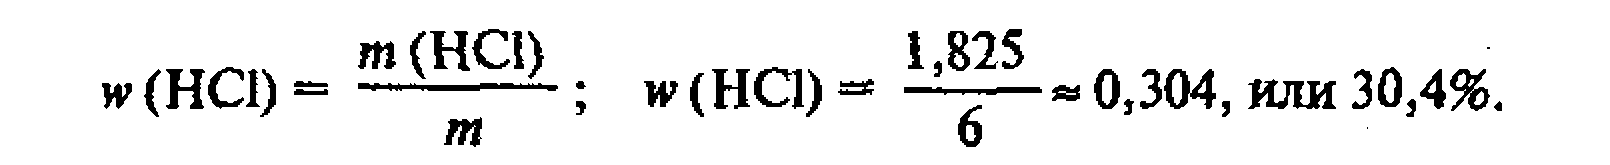 w(HCl) = m(HCl)/m; w(HCl) = 1,825/6 ≈ 0,304, или 30,4%.